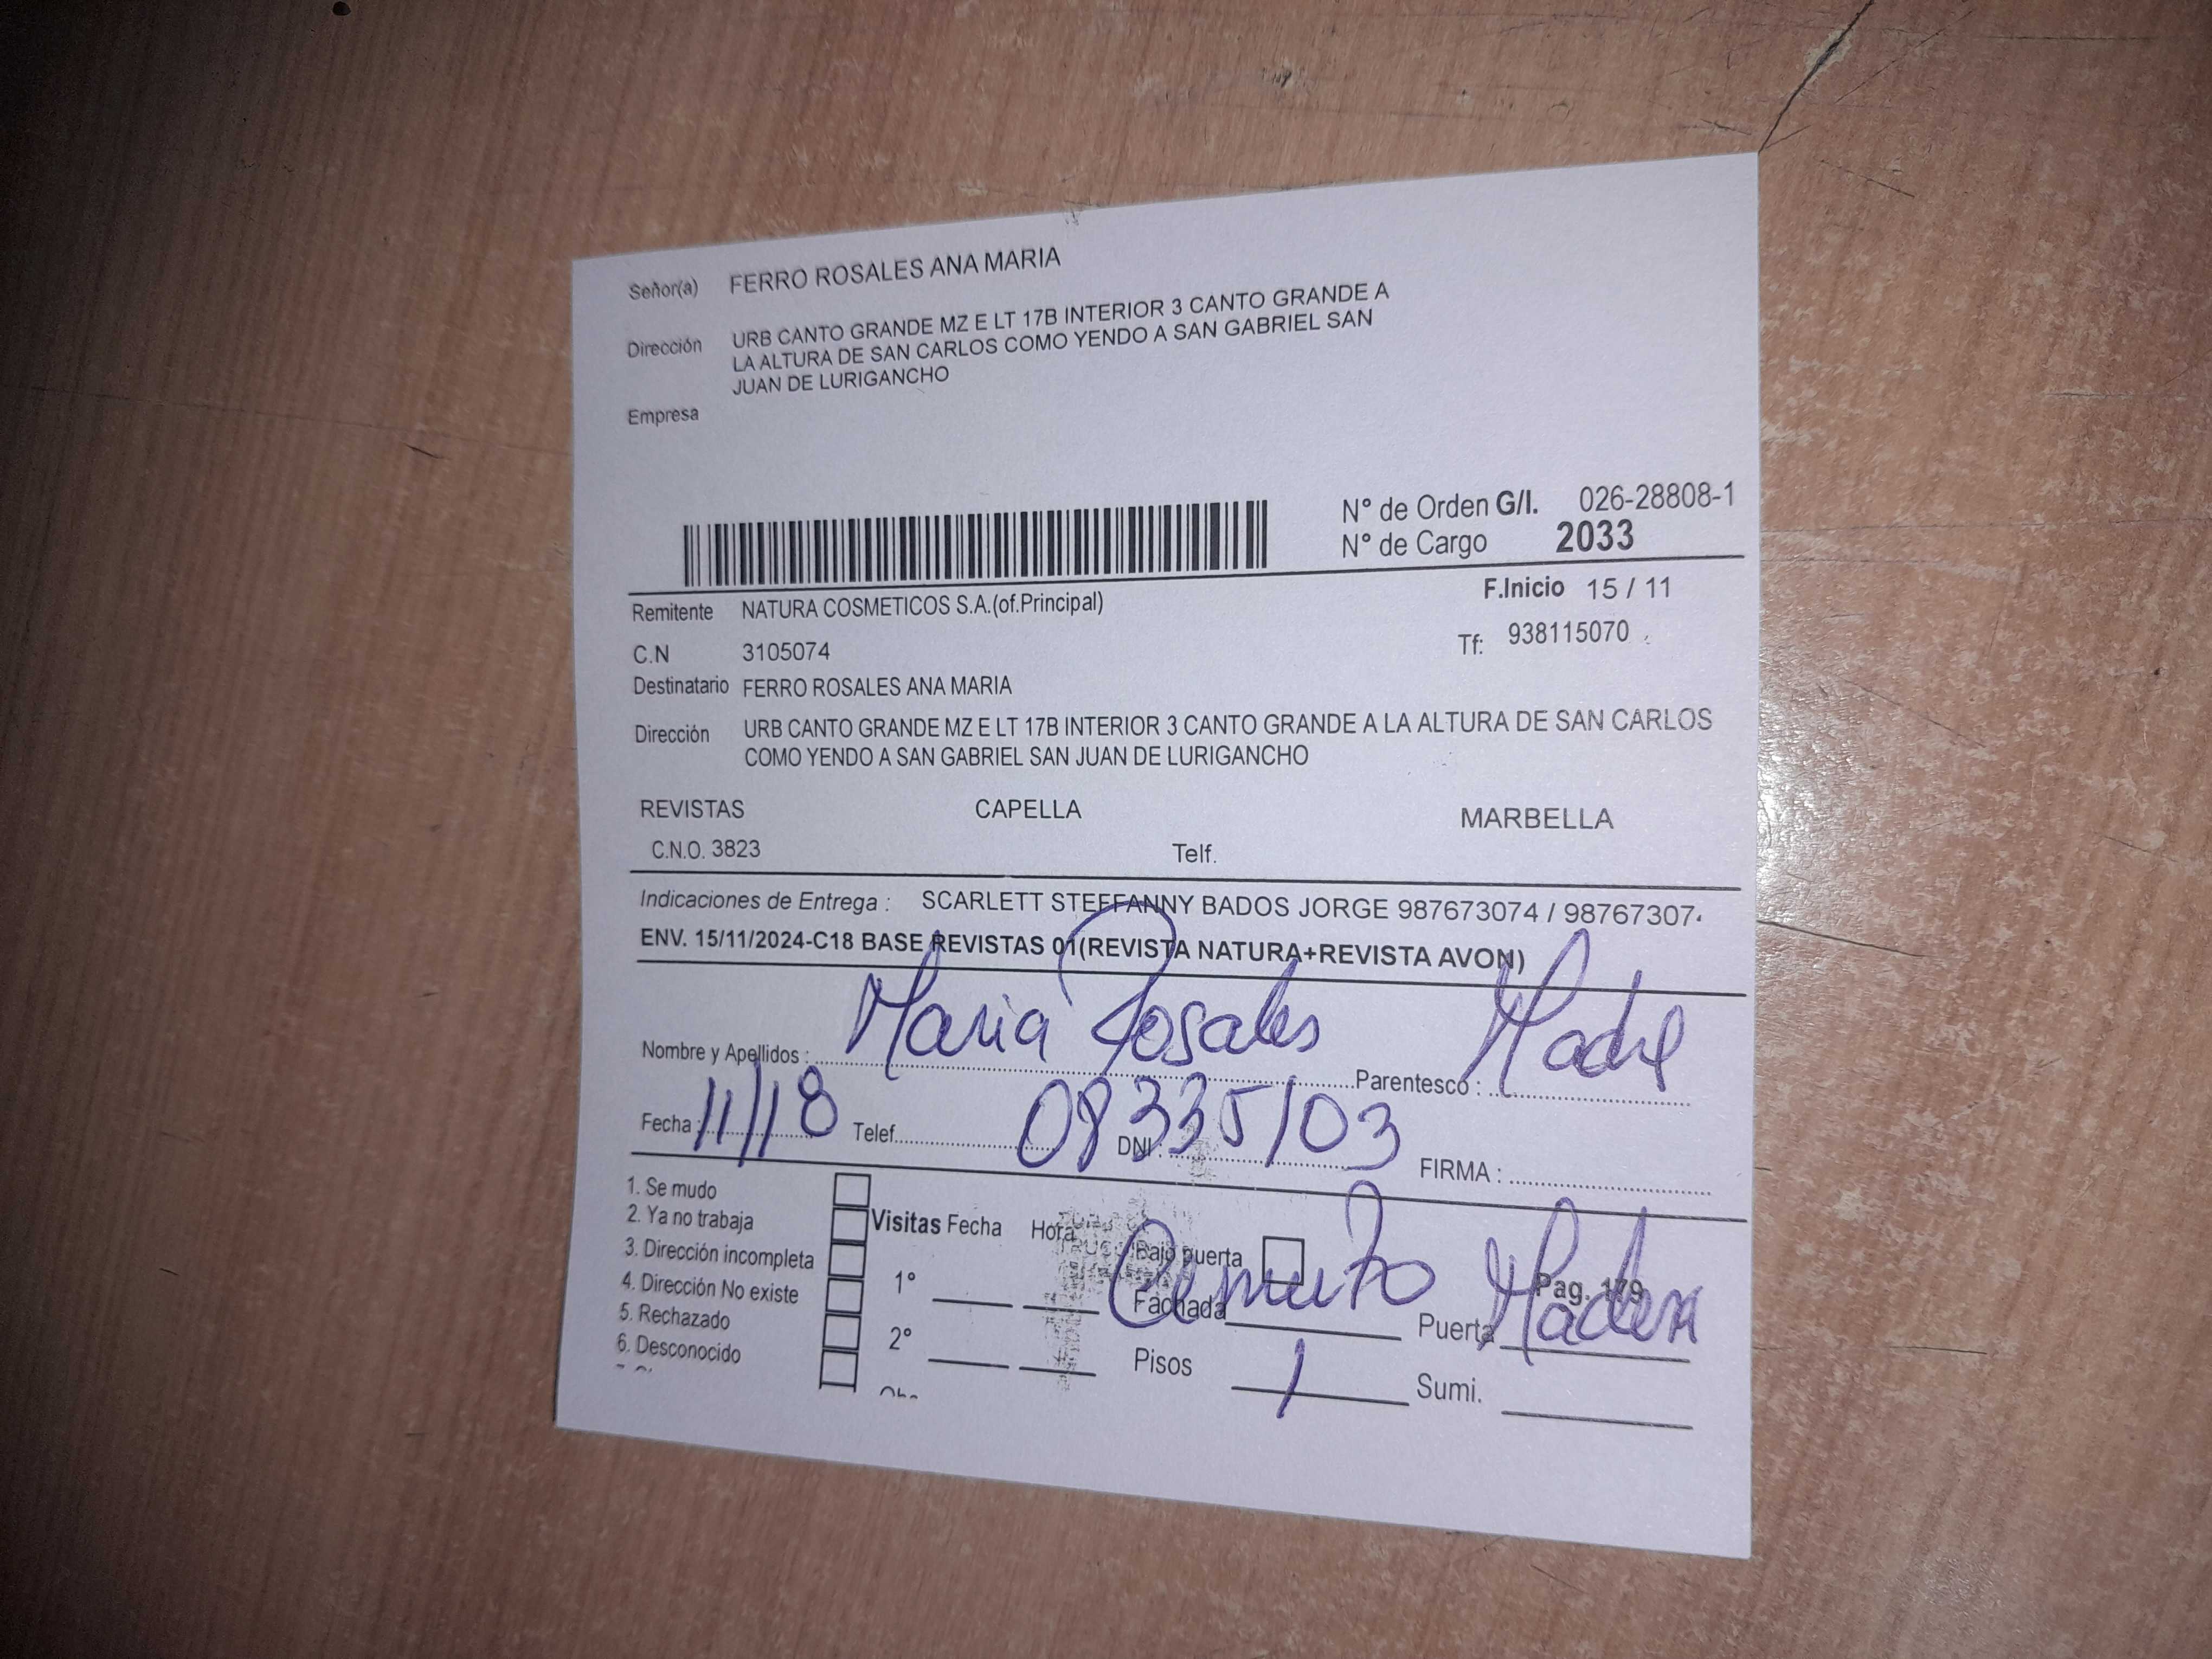 Señor(a) FERRO ROSALES ANA MARIA
Dirección URB CANTO GRANDE MZ E LT 17B INTERIOR 3 CANTO GRANDE A
LA ALTURA DE SAN CARLOS COMO YENDO A SAN GABRIEL SAN
JUAN DE LURIGANCHO
Empresa
N° de Orden G/I. 026-28808-1
N° de Cargo 2033
F.Inicio 15 / 11
Remitente NATURA COSMETICOS S.A.(of.Principal)
C.N 3105074 Tf: 938115070
Destinatario FERRO ROSALES ANA MARIA
Dirección URB CANTO GRANDE MZ E LT 17B INTERIOR 3 CANTO GRANDE A LA ALTURA DE SAN CARLOS
COMO YENDO A SAN GABRIEL SAN JUAN DE LURIGANCHO
REVISTAS CAPELLA MARBELLA
C.N.O. 3823 Telf.
Indicaciones de Entrega : SCARLETT STEFFANNY BADOS JORGE 987673074 / 98767307
ENV. 15/11/2024-C18 BASE REVISTAS 01(REVISTA NATURA+REVISTA AVON)
Nombre y Apellidos : Maria Rosales Parentesco : Madre
Fecha : 11/18 Telef. DNI : 08335103 FIRMA :
1. Se mudo
2. Ya no trabaja Visitas Fecha Hora Bajo puerta
3. Dirección incompleta
4. Dirección No existe 1° Fachada Cemento Puerta Madera Pag. 179
5. Rechazado
6. Desconocido 2° Pisos 1 Sumi.